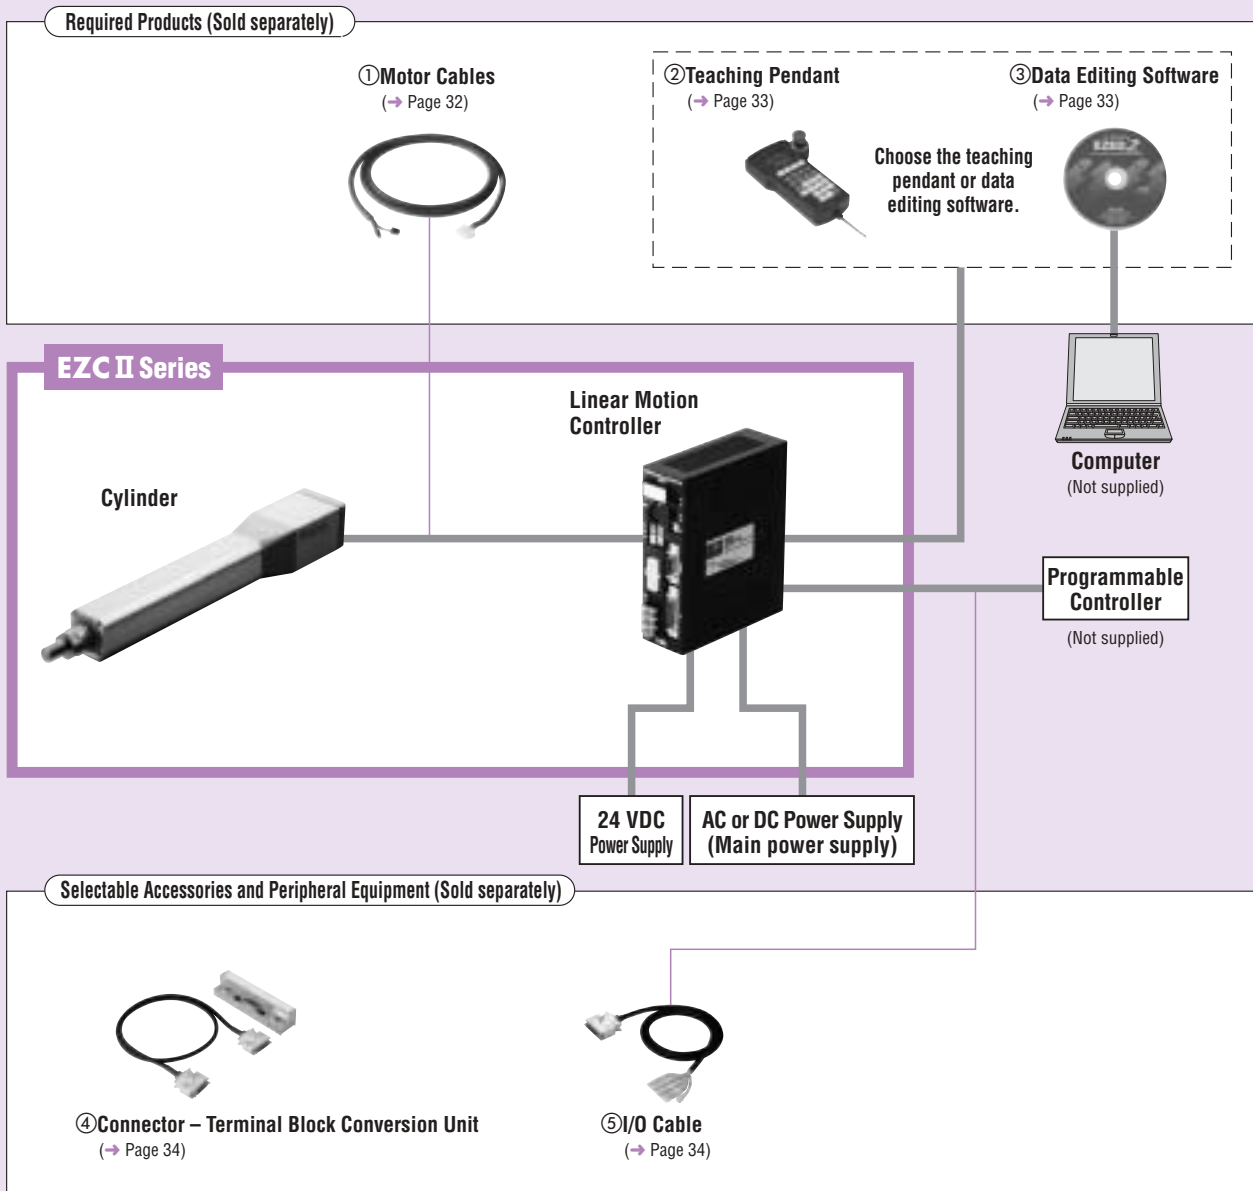 Required Products (Sold separately)
①Motor Cables
(→ Page 32)
②Teaching Pendant
(→ Page 33)
③Data Editing Software
(→ Page 33)
Choose the teaching
pendant or data
editing software.
EZC II Series
Linear Motion
Controller
Cylinder
Computer
(Not supplied)
Programmable
Controller
(Not supplied)
24 VDC
Power Supply
AC or DC Power Supply
(Main power supply)
Selectable Accessories and Peripheral Equipment (Sold separately)
④Connector – Terminal Block Conversion Unit
(→ Page 34)
⑤I/O Cable
(→ Page 34)